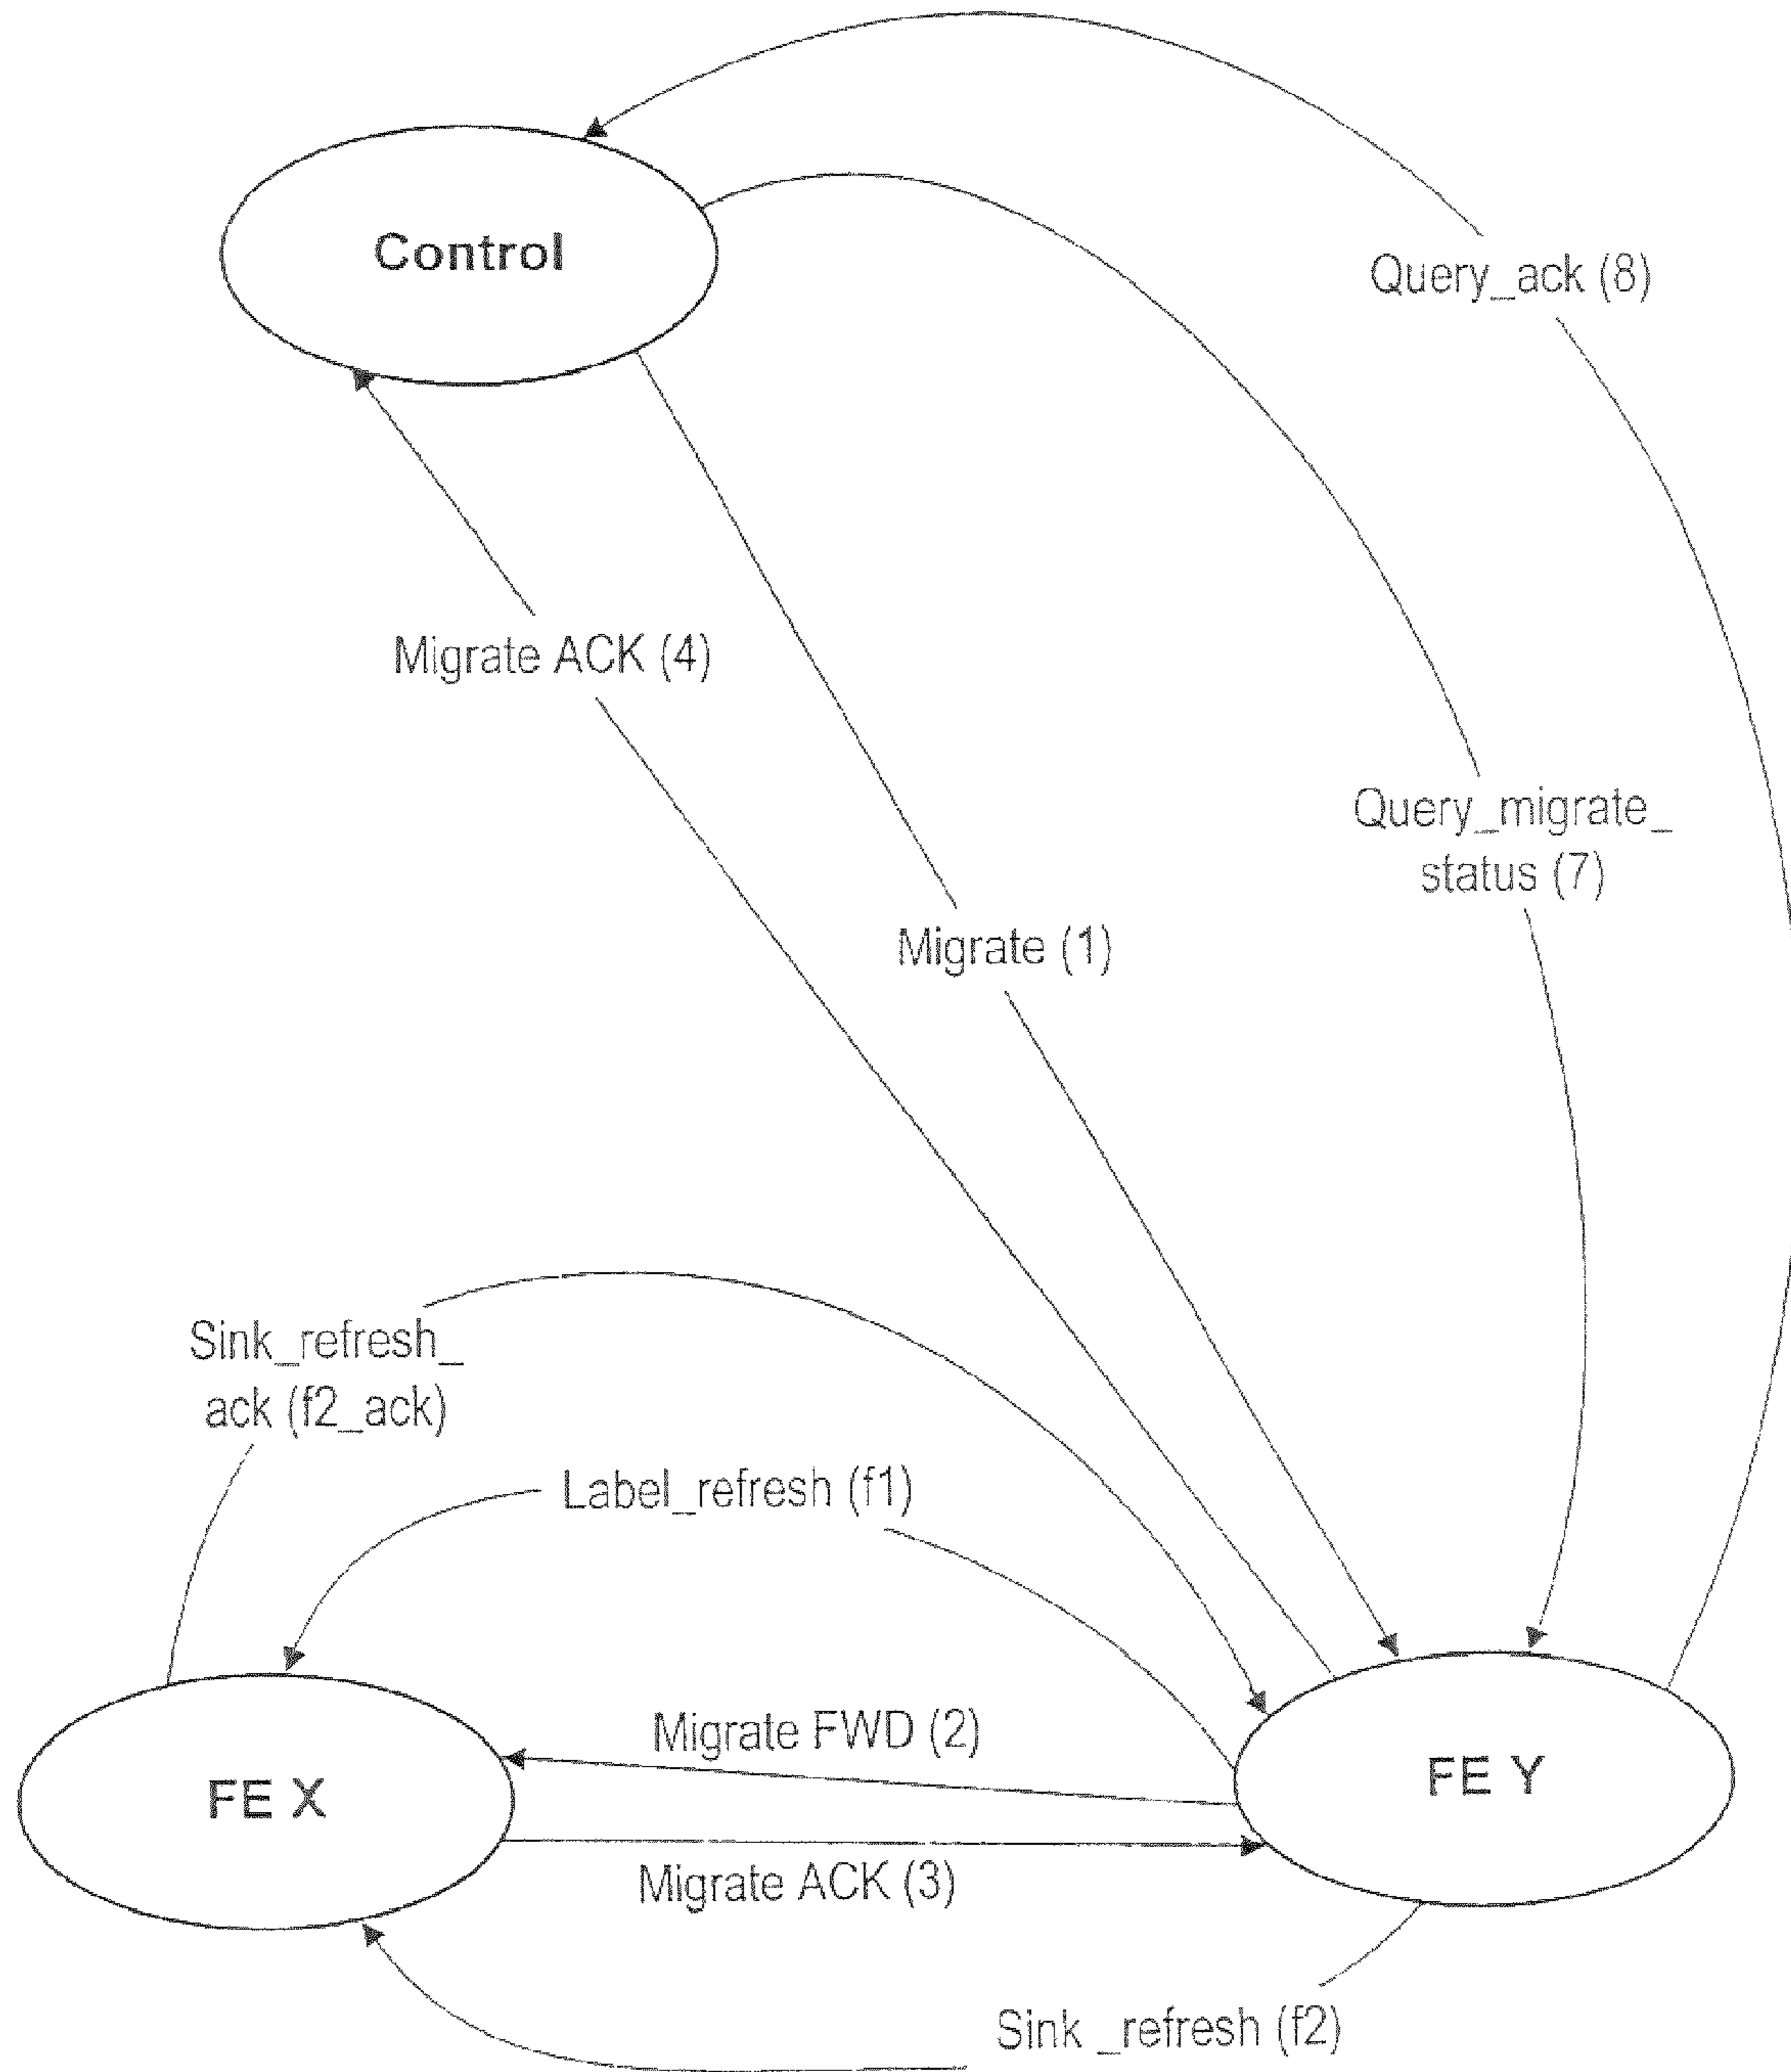 Control
Query_ack (8)
Migrate ACK (4)
Query_migrate_
status (7)
Migrate (1)
Sink_refresh_
ack (f2_ack)
Label_refresh (f1)
Migrate FWD (2)
FE X
FE Y
Migrate ACK (3)
Sink _refresh (f2)